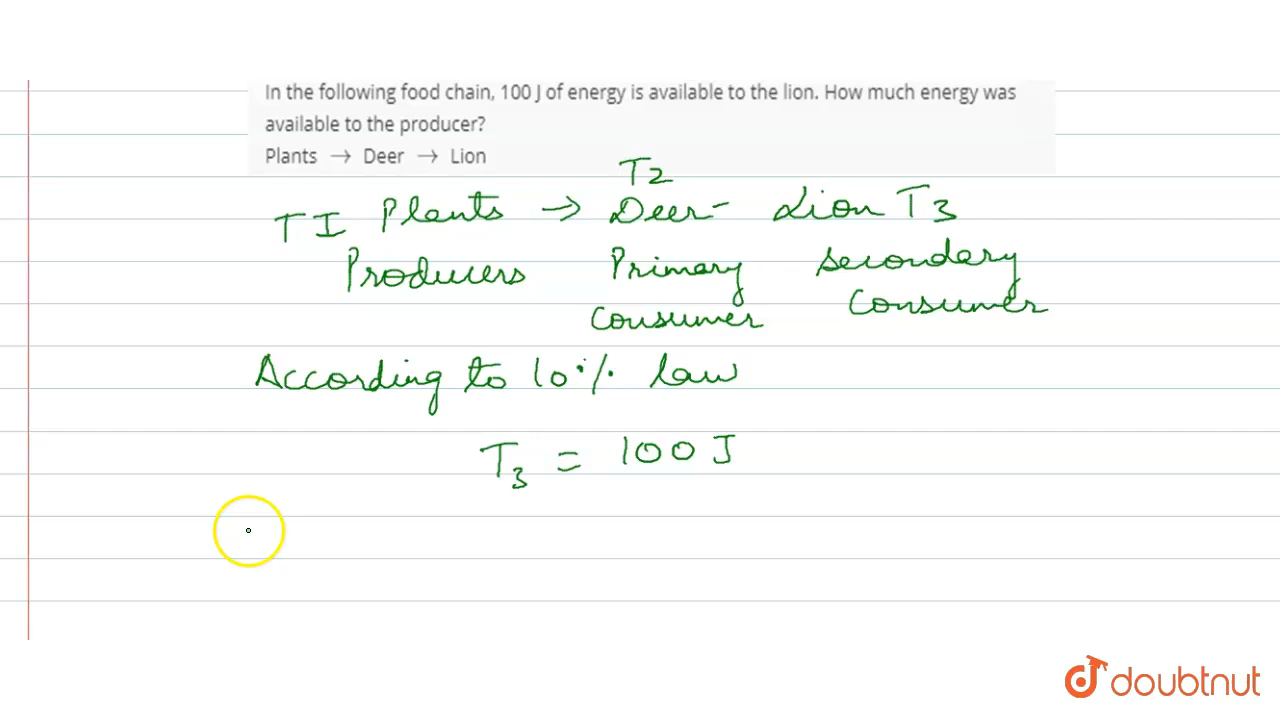 In the following food chain, 100 J of energy is available to the lion. How much energy was
available to the producer?
Plants → Deer → Lion
T2
TI Plants → Deer- Lion T3
Producers Primary Secondary
Consumer Consumer
According to 10% law
T3 = 100 J
doubtnut